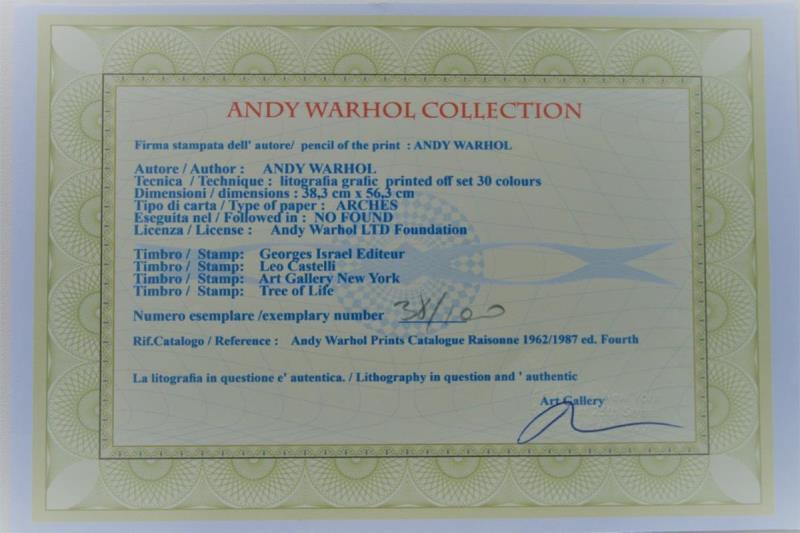 ANDY WARHOL COLLECTION
Firma stampata dell' autore/ pencil of the print : ANDY WARHOL
Autore / Author : ANDY WARHOL
Tecnica / Technique : litografia grafic printed off set 30 colours
Dimensioni / dimensions : 38,3 cm x 56,3 cm
Tipo di carta / Type of paper : ARCHES
Eseguita nel / Followed in : NO FOUND
Licenza / License : Andy Warhol LTD Foundation
Timbro / Stamp: Georges Israel Editeur
Timbro / Stamp: Leo Castelli
Timbro / Stamp: Art Gallery New York
Timbro / Stamp: Tree of Life
Numero esemplare /exemplary number 38/100
Rif.Catalogo / Reference : Andy Warhol Prints Catalogue Raisonne 1962/1987 ed. Fourth
La litografia in questione e' autentica. / Lithography in question and ' authentic
Art Gallery